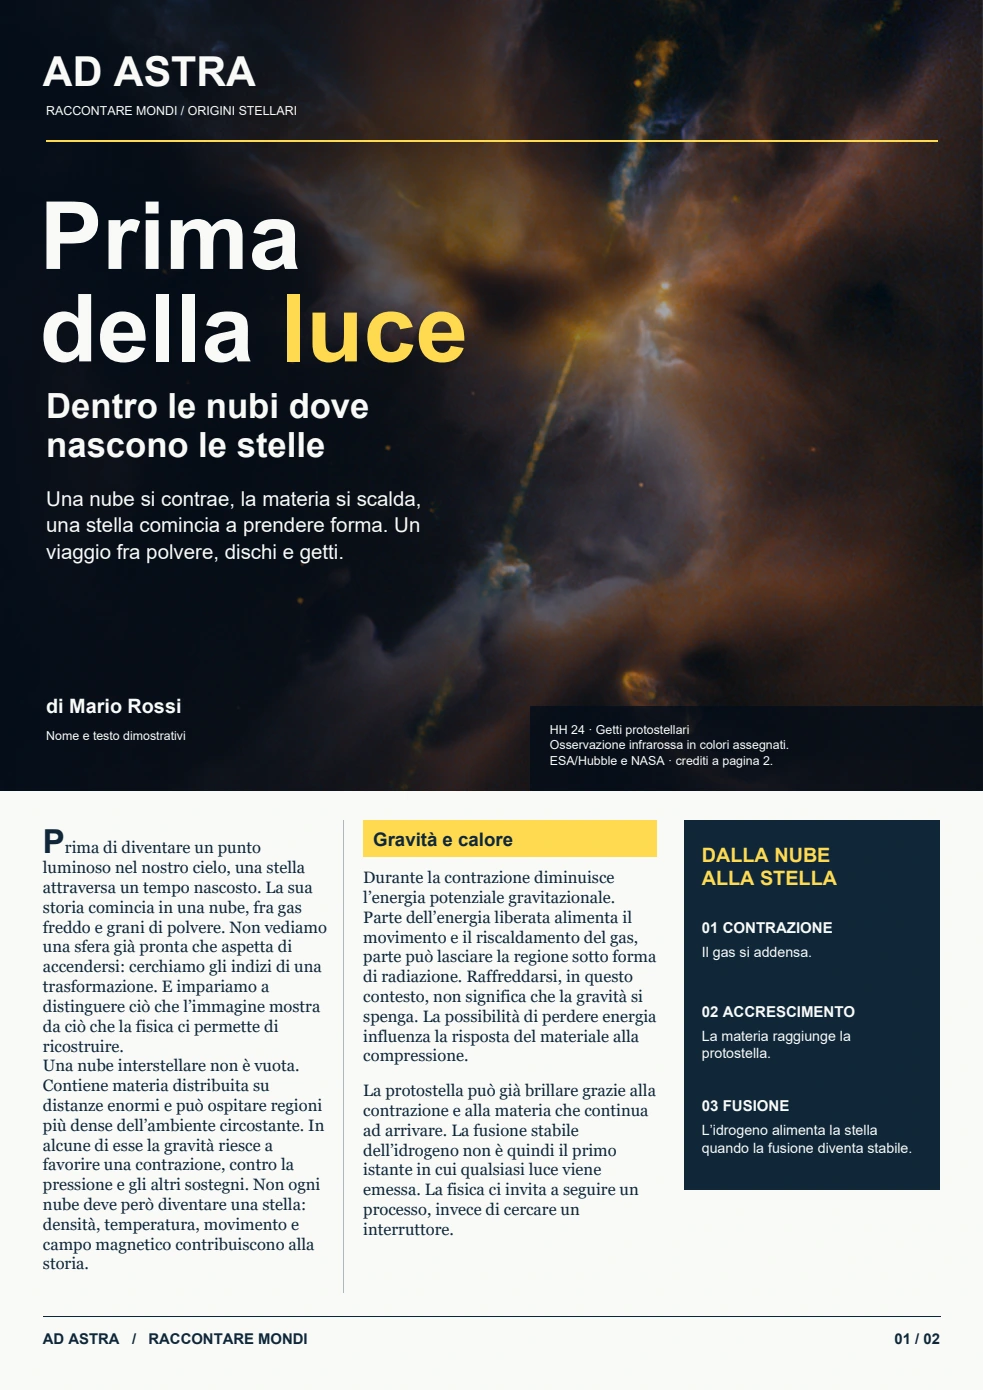 AD ASTRA
RACCONTARE MONDI / ORIGINI STELLARI
Prima
della luce
Dentro le nubi dove
nascono le stelle
Una nube si contrae, la materia si scalda,
una stella comincia a prendere forma. Un
viaggio fra polvere, dischi e getti.
di Mario Rossi
Nome e testo dimostrativi
HH 24 · Getti protostellari
Osservazione infrarossa in colori assegnati.
ESA/Hubble e NASA · crediti a pagina 2.
Prima di diventare un punto
luminoso nel nostro cielo, una stella
attraversa un tempo nascosto. La sua
storia comincia in una nube, fra gas
freddo e grani di polvere. Non vediamo
una sfera già pronta che aspetta di
accendersi: cerchiamo gli indizi di una
trasformazione. E impariamo a
distinguere ciò che l’immagine mostra
da ciò che la fisica ci permette di
ricostruire.
Una nube interstellare non è vuota.
Contiene materia distribuita su
distanze enormi e può ospitare regioni
più dense dell’ambiente circostante. In
alcune di esse la gravità riesce a
favorire una contrazione, contro la
pressione e gli altri sostegni. Non ogni
nube deve però diventare una stella:
densità, temperatura, movimento e
campo magnetico contribuiscono alla
storia.
Gravità e calore
Durante la contrazione diminuisce
l’energia potenziale gravitazionale.
Parte dell’energia liberata alimenta il
movimento e il riscaldamento del gas,
parte può lasciare la regione sotto forma
di radiazione. Raffreddarsi, in questo
contesto, non significa che la gravità si
spenga. La possibilità di perdere energia
influenza la risposta del materiale alla
compressione.
La protostella può già brillare grazie alla
contrazione e alla materia che continua
ad arrivare. La fusione stabile
dell’idrogeno non è quindi il primo
istante in cui qualsiasi luce viene
emessa. La fisica ci invita a seguire un
processo, invece di cercare un
interruttore.
DALLA NUBE
ALLA STELLA
01 CONTRAZIONE
Il gas si addensa.
02 ACCRESCIMENTO
La materia raggiunge la
protostella.
03 FUSIONE
L’idrogeno alimenta la stella
quando la fusione diventa stabile.
AD ASTRA / RACCONTARE MONDI
01 / 02